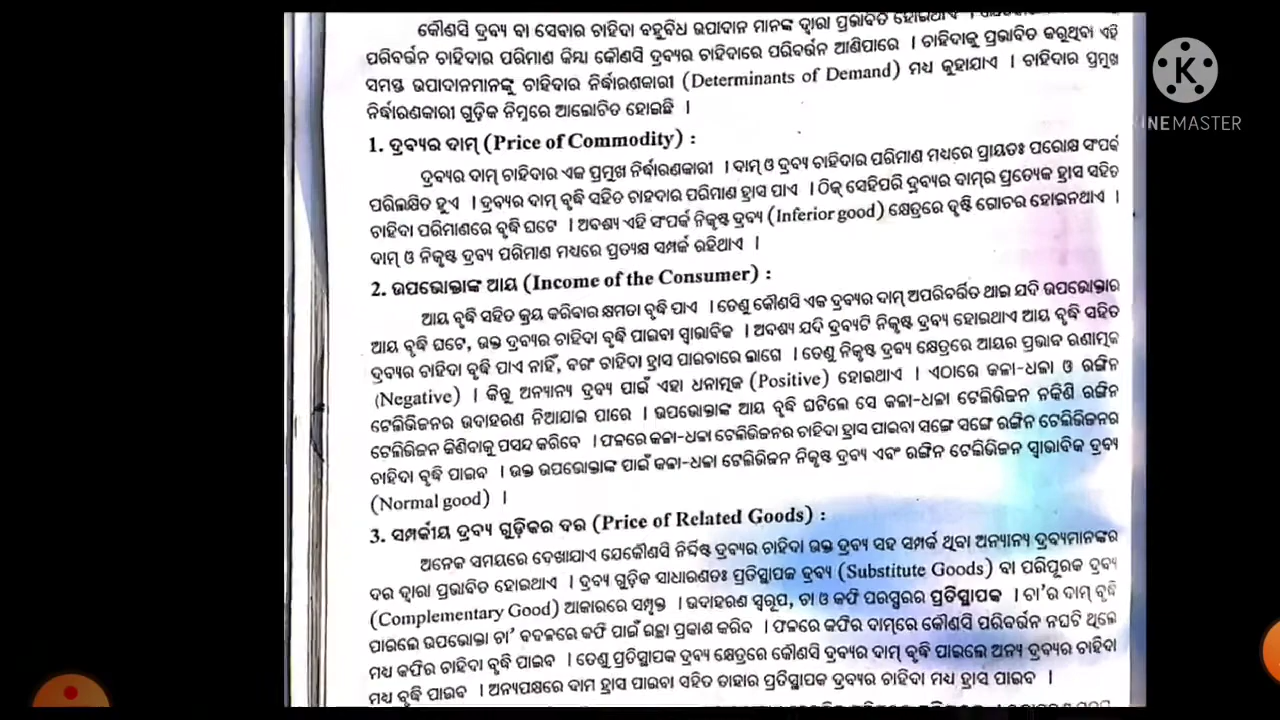 କୌଣସି ଦ୍ରବ୍ୟ ବା ସେବାର ଚାହିଦା ବହୁବିଧ ଉପାଦାନ ମାନଙ୍କ ଦ୍ୱାରା ପ୍ରଭାବିତ ହୋଇଥାଏ ।
ପରିବର୍ତ୍ତନ ଚାହିଦାର ପରିମାଣ କିମ୍ବା କୌଣସି ଦ୍ରବ୍ୟର ଚାହିଦାରେ ପରିବର୍ତ୍ତନ ଆଣିପାରେ । ଚାହିଦାକୁ ପ୍ରଭାବିତ କରୁଥିବା ଏହି
ସମସ୍ତ ଉପାଦାନମାନଙ୍କୁ ଚାହିଦାର ନିର୍ଦ୍ଧାରଣକାରୀ (Determinants of Demand) ମଧ୍ୟ କୁହାଯାଏ । ଚାହିଦାର ପ୍ରମୁଖ
ନିର୍ଦ୍ଧାରଣକାରୀ ଗୁଡ଼ିକ ନିମ୍ନରେ ଆଲୋଚିତ ହୋଇଛି ।
1. ଦ୍ରବ୍ୟର ଦାମ୍ (Price of Commodity) :
ଦ୍ରବ୍ୟର ଦାମ୍ ଚାହିଦାର ଏକ ପ୍ରମୁଖ ନିର୍ଦ୍ଧାରଣକାରୀ । ଦାମ୍ ଓ ଦ୍ରବ୍ୟ ଚାହିଦାର ପରିମାଣ ମଧ୍ୟରେ ପ୍ରାୟତଃ ପରୋକ୍ଷ ସଂପର୍କ
ପରିଲକ୍ଷିତ ହୁଏ । ଦ୍ରବ୍ୟର ଦାମ୍ ବୃଦ୍ଧି ସହିତ ଚାହଦାର ପରିମାଣ ହ୍ରାସ ପାଏ । ଠିକ୍ ସେହିପରି ଦ୍ରବ୍ୟର ଦାମ୍‌ର ପ୍ରତ୍ୟେକ ହ୍ରାସ ସହିତ
ଚାହିଦା ପରିମାଣରେ ବୃଦ୍ଧି ଘଟେ । ଅବଶ୍ୟ ଏହି ସଂପର୍କ ନିକୃଷ୍ଟ ଦ୍ରବ୍ୟ (Inferior good) କ୍ଷେତ୍ରରେ ଦୃଷ୍ଟି ଗୋଚର ହୋଇନଥାଏ ।
ଦାମ୍ ଓ ନିକୃଷ୍ଟ ଦ୍ରବ୍ୟ ପରିମାଣ ମଧ୍ୟରେ ପ୍ରତ୍ୟକ୍ଷ ସମ୍ପର୍କ ରହିଥାଏ ।
2. ଉପଭୋକ୍ତାଙ୍କ ଆୟ (Income of the Consumer) :
ଆୟ ବୃଦ୍ଧି ସହିତ କ୍ରୟ କରିବାର କ୍ଷମତା ବୃଦ୍ଧି ପାଏ । ତେଣୁ କୌଣସି ଏକ ଦ୍ରବ୍ୟର ଦାମ୍ ଅପରିବର୍ତ୍ତିତ ଥାଇ ଯଦି ଉପଭୋକ୍ତାର
ଆୟ ବୃଦ୍ଧି ଘଟେ, ଉକ୍ତ ଦ୍ରବ୍ୟର ଚାହିଦା ବୃଦ୍ଧି ପାଇବା ସ୍ୱାଭାବିକ । ଅବଶ୍ୟ ଯଦି ଦ୍ରବ୍ୟଟି ନିକୃଷ୍ଟ ଦ୍ରବ୍ୟ ହୋଇଥାଏ ଆୟ ବୃଦ୍ଧି ସହିତ
ଦ୍ରବ୍ୟର ଚାହିଦା ବୃଦ୍ଧି ପାଏ ନାହିଁ, ବରଂ ଚାହିଦା ହ୍ରାସ ପାଇବାରେ ଲାଗେ । ତେଣୁ ନିକୃଷ୍ଟ ଦ୍ରବ୍ୟ କ୍ଷେତ୍ରରେ ଆୟର ପ୍ରଭାବ ଋଣାତ୍ମକ
(Negative) । କିନ୍ତୁ ଅନ୍ୟାନ୍ୟ ଦ୍ରବ୍ୟ ପାଇଁ ଏହା ଧନାତ୍ମକ (Positive) ହୋଇଥାଏ । ଏଠାରେ କଳା-ଧଳା ଓ ରଙ୍ଗିନ
ଟେଲିଭିଜନର ଉଦାହରଣ ନିଆଯାଇ ପାରେ । ଉପଭୋକ୍ତାଙ୍କ ଆୟ ବୃଦ୍ଧି ଘଟିଲେ ସେ କଳା-ଧଳା ଟେଲିଭିଜନ ନକିଣି ରଙ୍ଗିନ
ଟେଲିଭିଜନ କିଣିବାକୁ ପସନ୍ଦ କରିବେ । ଫଳରେ କଳା-ଧଳା ଟେଲିଭିଜନର ଚାହିଦା ହ୍ରାସ ପାଇବା ସଙ୍ଗେ ସଙ୍ଗେ ରଙ୍ଗିନ ଟେଲିଭିଜନର
ଚାହିଦା ବୃଦ୍ଧି ପାଇବ । ଉକ୍ତ ଉପଭୋକ୍ତାଙ୍କ ପାଇଁ କଳା-ଧଳା ଟେଲିଭିଜନ ନିକୃଷ୍ଟ ଦ୍ରବ୍ୟ ଏବଂ ରଙ୍ଗିନ ଟେଲିଭିଜନ ସ୍ୱାଭାବିକ ଦ୍ରବ୍ୟ
(Normal good) ।
3. ସମ୍ପର୍କୀୟ ଦ୍ରବ୍ୟ ଗୁଡ଼ିକର ଦର (Price of Related Goods) :
ଅନେକ ସମୟରେ ଦେଖାଯାଏ ଯେକୌଣସି ନିର୍ଦ୍ଦିଷ୍ଟ ଦ୍ରବ୍ୟର ଚାହିଦା ଉକ୍ତ ଦ୍ରବ୍ୟ ସହ ସମ୍ପର୍କ ଥିବା ଅନ୍ୟାନ୍ୟ ଦ୍ରବ୍ୟମାନଙ୍କର
ଦର ଦ୍ୱାରା ପ୍ରଭାବିତ ହୋଇଥାଏ । ଦ୍ରବ୍ୟ ଗୁଡ଼ିକ ସାଧାରଣତଃ ପ୍ରତିସ୍ଥାପକ ଦ୍ରବ୍ୟ (Substitute Goods) ବା ପରିପୂରକ ଦ୍ରବ୍ୟ
(Complementary Good) ଆକାରରେ ସମ୍ପୃକ୍ତ । ଉଦାହରଣ ସ୍ୱରୂପ, ଚା ଓ କଫି ପରସ୍ପରର ପ୍ରତିସ୍ଥାପକ । ଚା'ର ଦାମ୍ ବୃଦ୍ଧି
ପାଇଲେ ଉପଭୋକ୍ତା ଚା' ବଦଳରେ କଫି ପାଇଁ ଇଚ୍ଛା ପ୍ରକାଶ କରିବ । ଫଳରେ କଫିର ଦାମ୍‌ରେ କୌଣସି ପରିବର୍ତ୍ତନ ନଘଟି ଥିଲେ
ମଧ୍ୟ କଫିର ଚାହିଦା ବୃଦ୍ଧି ପାଇବ । ତେଣୁ ପ୍ରତିସ୍ଥାପକ ଦ୍ରବ୍ୟ କ୍ଷେତ୍ରରେ କୌଣସି ଦ୍ରବ୍ୟର ଦାମ୍ ବୃଦ୍ଧି ପାଇଲେ ଅନ୍ୟ ଦ୍ରବ୍ୟର ଚାହିଦା
ମଧ୍ୟ ବୃଦ୍ଧି ପାଇବ । ଅନ୍ୟପକ୍ଷରେ ଦାମ ହ୍ରାସ ପାଇବା ସହିତ ତାହାର ପ୍ରତିସ୍ଥାପକ ଦ୍ରବ୍ୟର ଚାହିଦା ମଧ୍ୟ ହ୍ରାସ ପାଇବ ।
K
INEMASTER